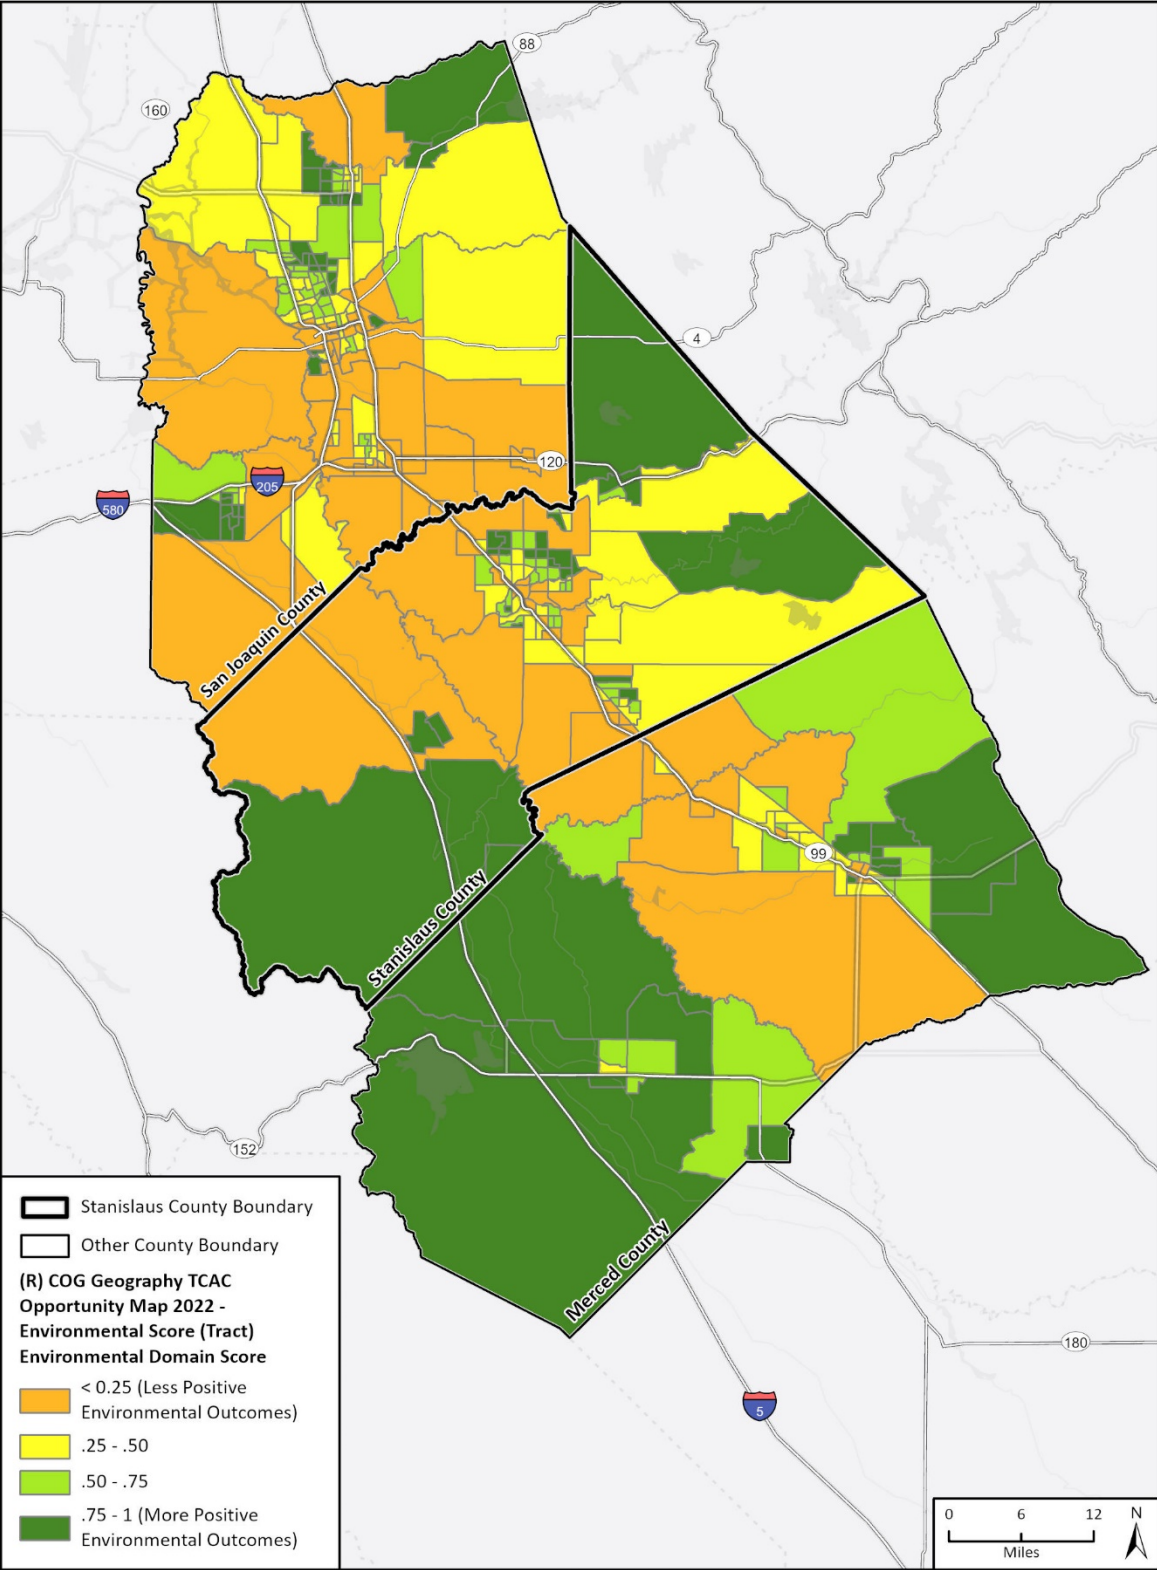 88
160
4
120
205
580
San Joaquin County
99
Stanislaus County
152
Merced County
180
5
Stanislaus County Boundary
Other County Boundary
(R) COG Geography TCAC
Opportunity Map 2022 -
Environmental Score (Tract)
Environmental Domain Score
< 0.25 (Less Positive
Environmental Outcomes)
.25 - .50
.50 - .75
.75 - 1 (More Positive
Environmental Outcomes)
0 6 12 N
Miles